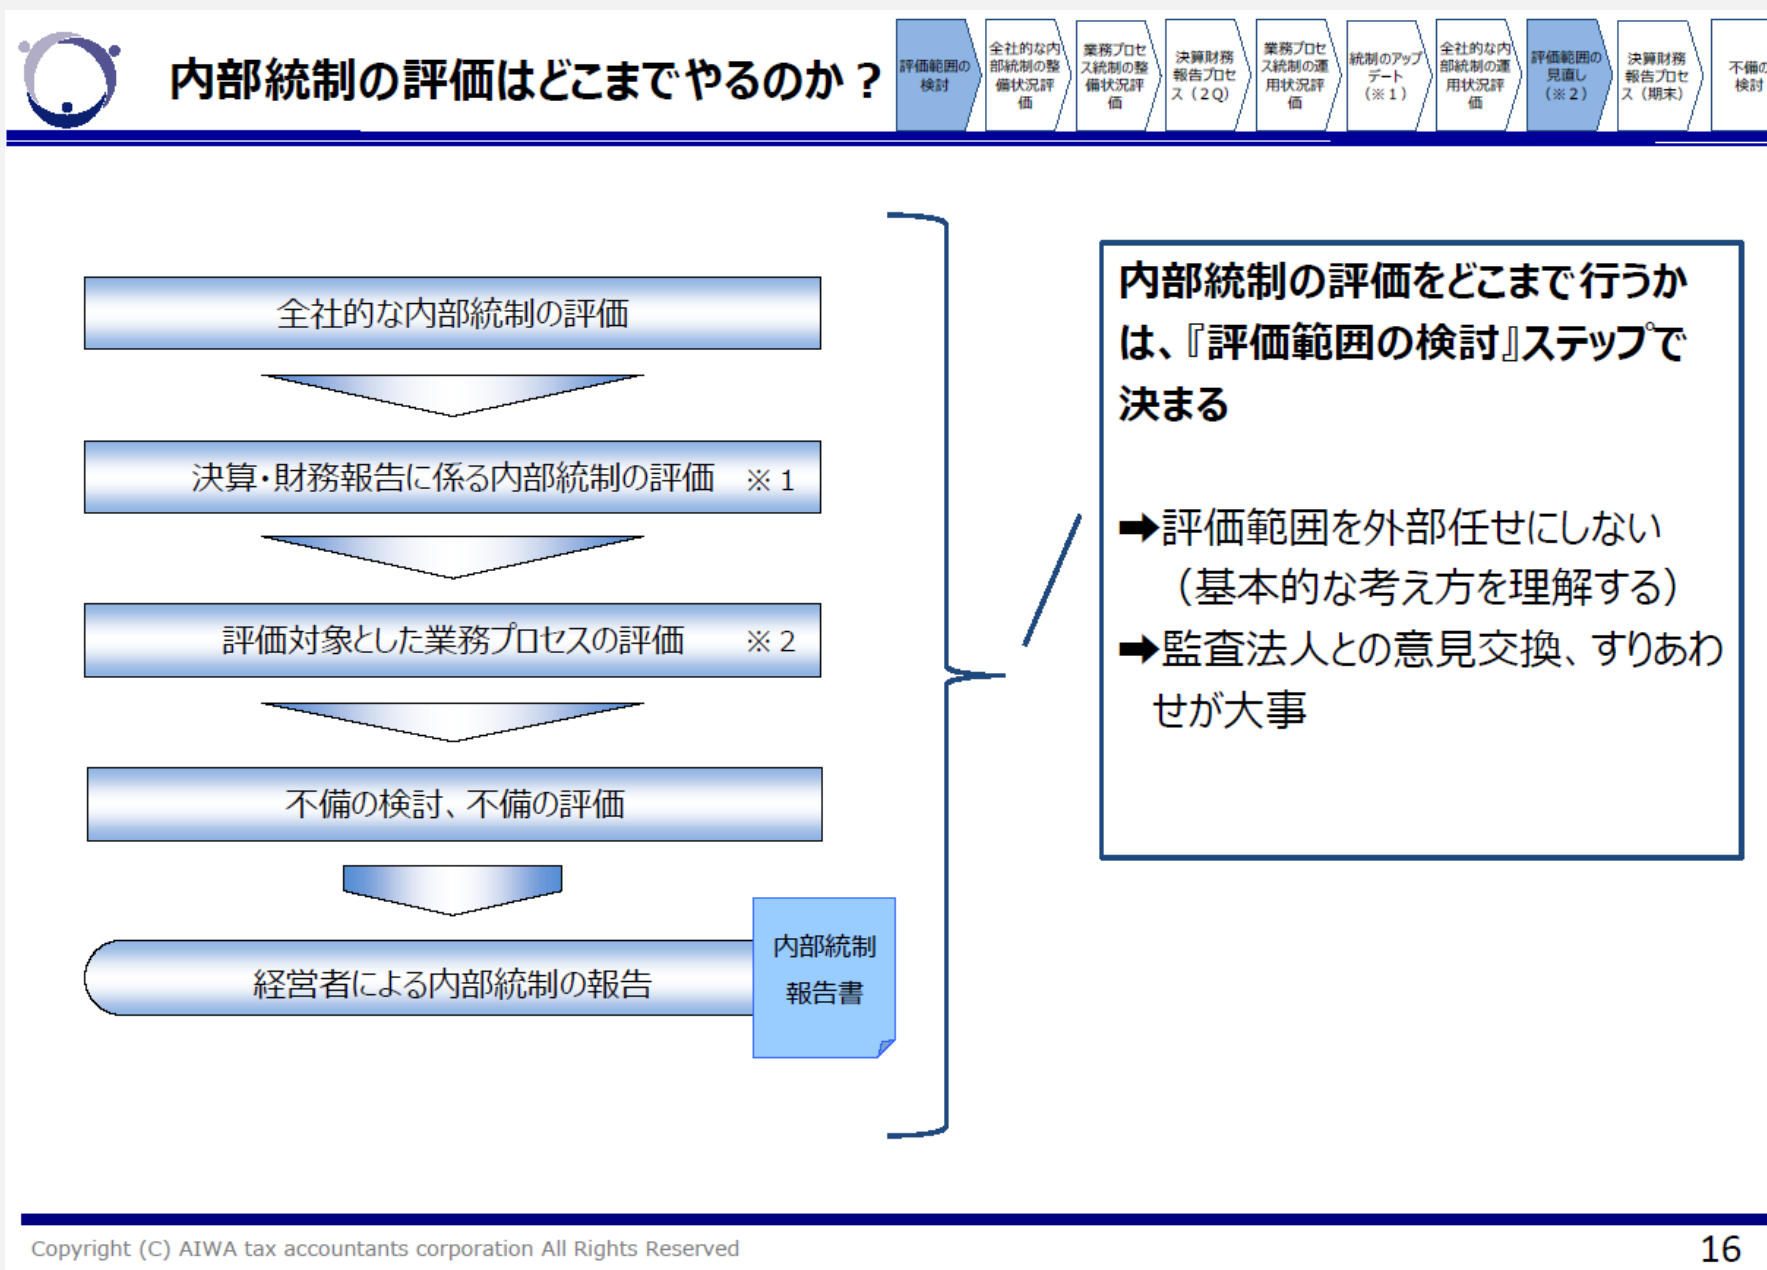 内部統制の評価はどこまでやるのか？
評価範囲の
検討
全社的な内
部統制の整
備状況評
価
業務プロセ
ス統制の整
備状況評
価
決算財務
報告プロセ
ス（２Q）
業務プロセ
ス統制の運
用状況評
価
統制のアップ
デート
（※１）
全社的な内
部統制の運
用状況評
価
評価範囲の
見直し
（※２）
決算財務
報告プロセ
ス（期末）
不備の
検討
全社的な内部統制の評価
決算・財務報告に係る内部統制の評価　※１
評価対象とした業務プロセスの評価　※２
不備の検討、不備の評価
経営者による内部統制の報告
内部統制
報告書
内部統制の評価をどこまで行うか
は、『評価範囲の検討』ステップで
決まる
➡評価範囲を外部任せにしない
（基本的な考え方を理解する）
➡監査法人との意見交換、すりあわ
せが大事
Copyright (C) AIWA tax accountants corporation All Rights Reserved
16